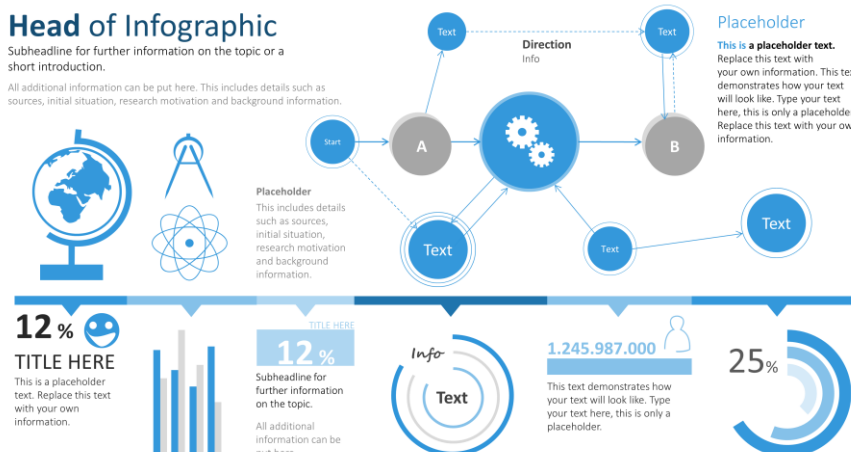 Head of Infographic
Subheadline for further information on the topic or a
short introduction.
All additional information can be put here. This includes details such as
sources, initial situation, research motivation and background information.
Text
Direction
Info
Text
Start
A
B
Placeholder
This is a placeholder text.
Replace this text with
your own information. This tex
demonstrates how your text
will look like. Type your text
here, this is only a placeholde
Replace this text with your ow
information.
Placeholder
This includes details
such as sources,
initial situation,
research motivation
and background
information.
Text
Text
Text
12 %
TITLE HERE
This is a placeholder
text. Replace this text
with your own
information.
TITLE HERE
12 %
Subheadline for
further information
on the topic.
All additional
information can be
put here
Info
Text
1.245.987.000
This text demonstrates how
your text will look like. Type
your text here, this is only a
placeholder.
25%